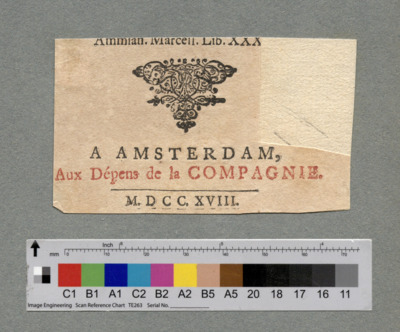 Ammian. Marcell. Lib. XXX
A AMSTERDAM,
Aux Dépens de la COMPAGNIE.
M. D C C. XVIII.
Inch
mm
C1 B1 A1 C2 B2 A2 B5 A5 20 18 17 16 11
Image Engineering Scan Reference Chart TE263 Serial No.